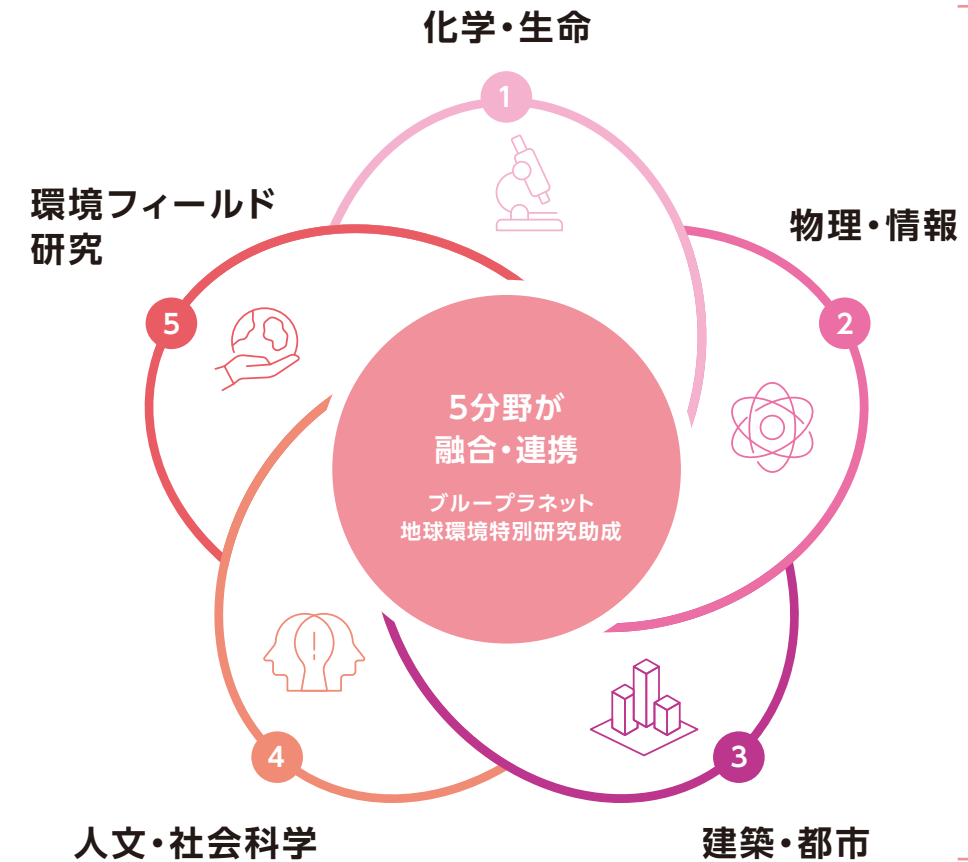 化学・生命
1
物理・情報
2
建築・都市
3
人文・社会科学
4
環境フィールド
研究
5
5分野が
融合・連携
ブループラネット
地球環境特別研究助成